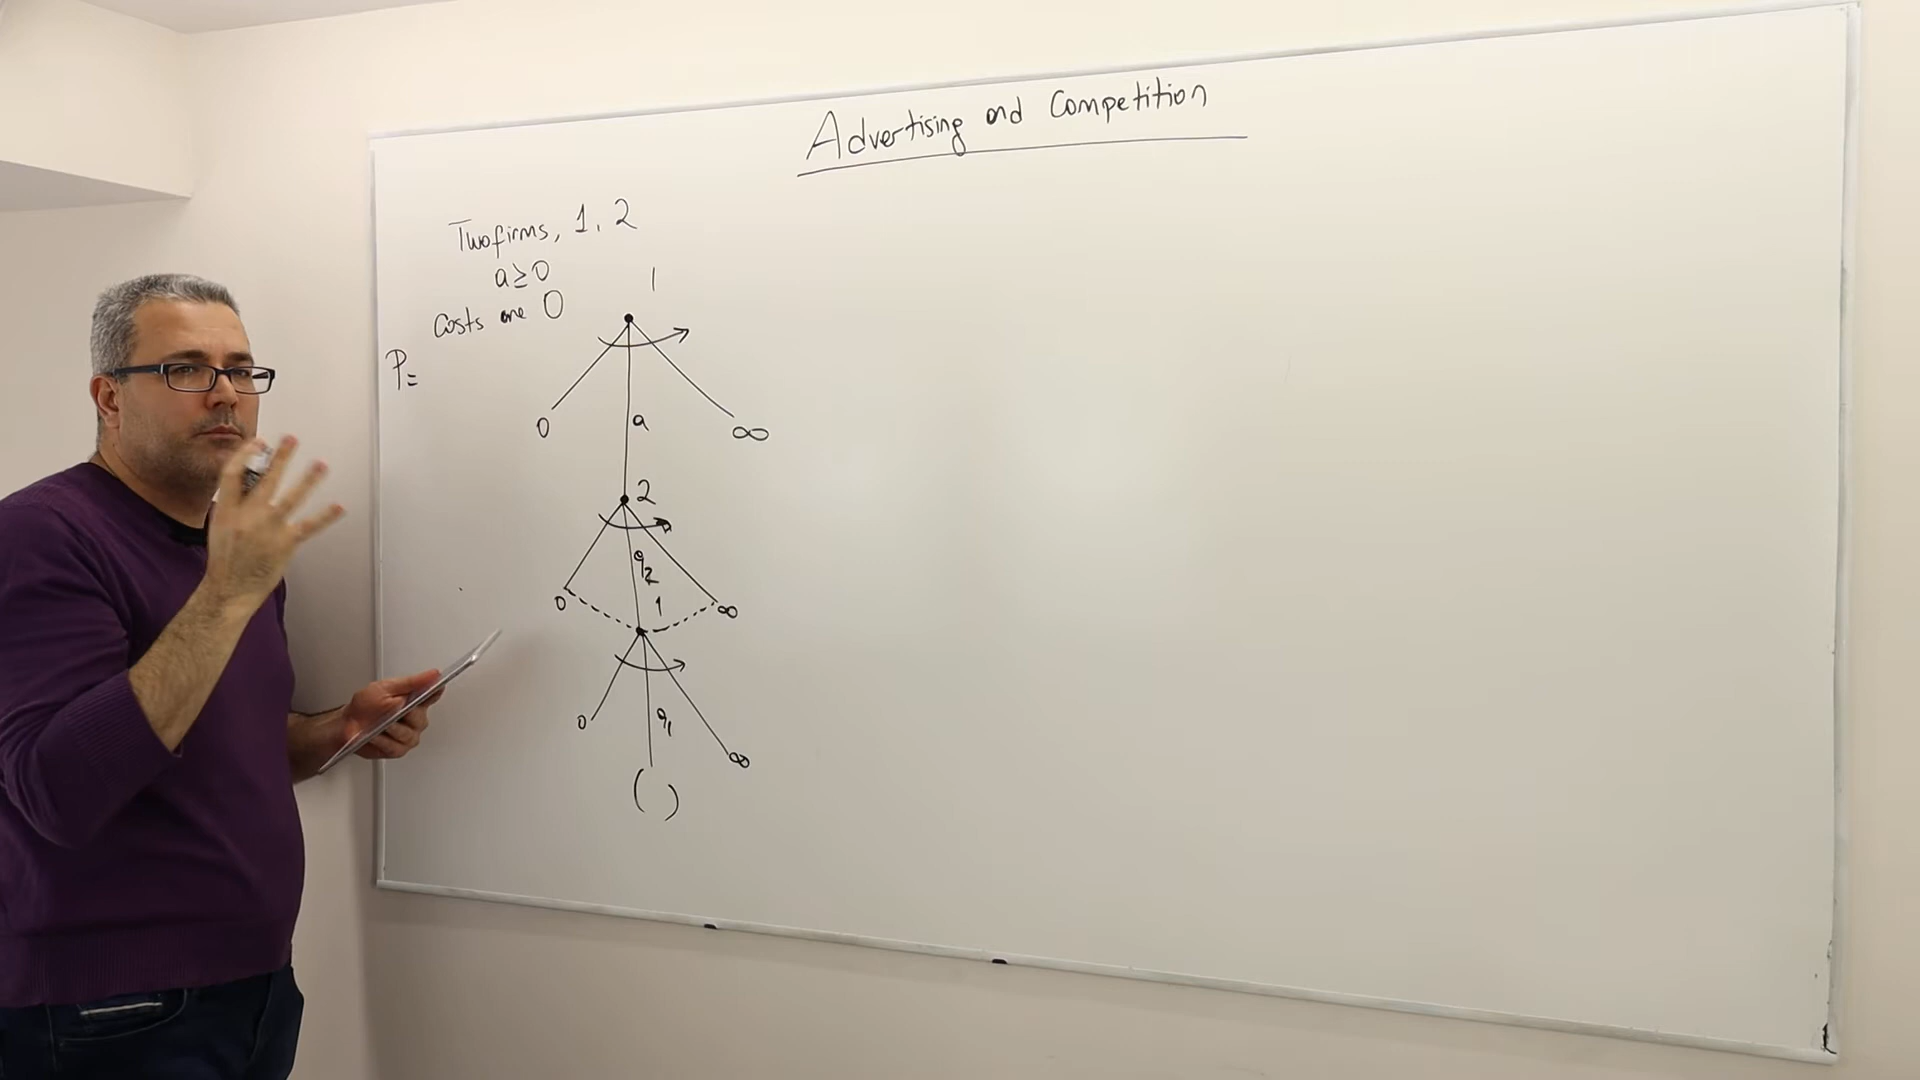 Advertising and Competition
Two firms, 1, 2
a≥0
Costs are 0
P=
1
0
a
∞
2
0
q2
1
∞
0
q1
∞
( )